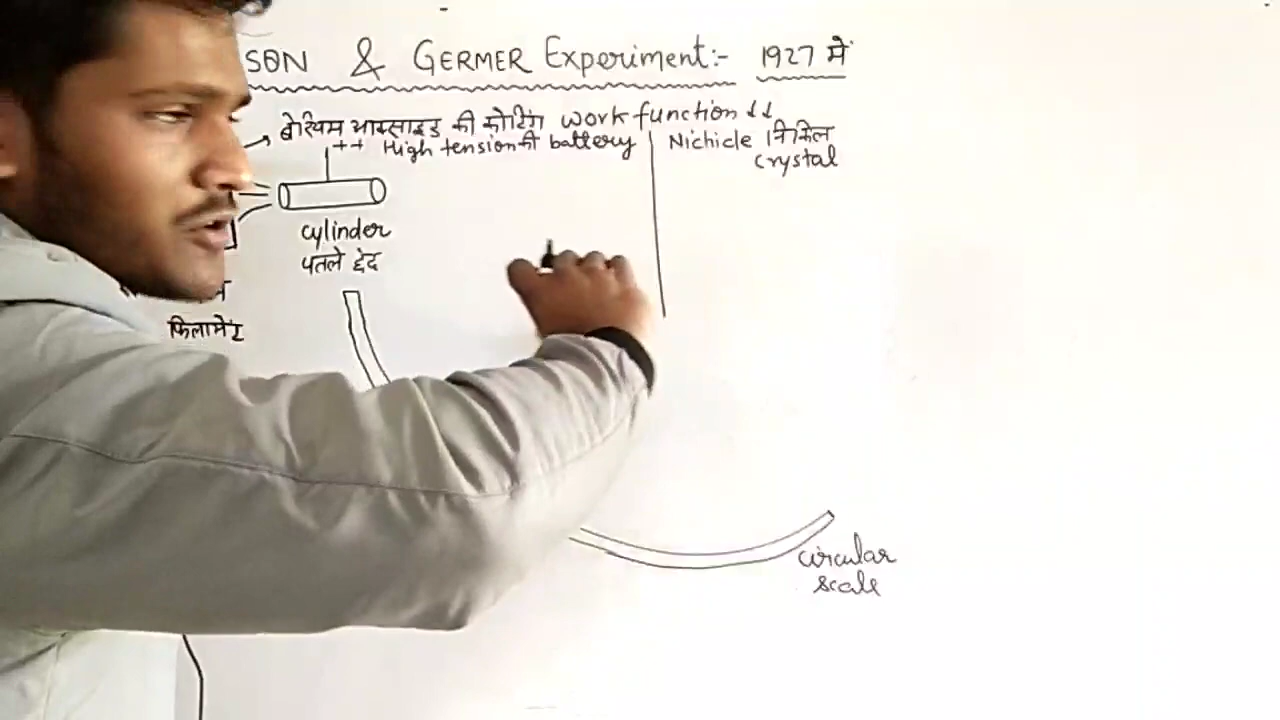 SON & GERMER Experiment:- 1927 में
बेरियम आक्साइड की कोटिंग work function ↓↓
++ High tension की battery
Nichicle निकिल
crystal
cylinder
पतले छेद
फिलामेंट
circular
scale